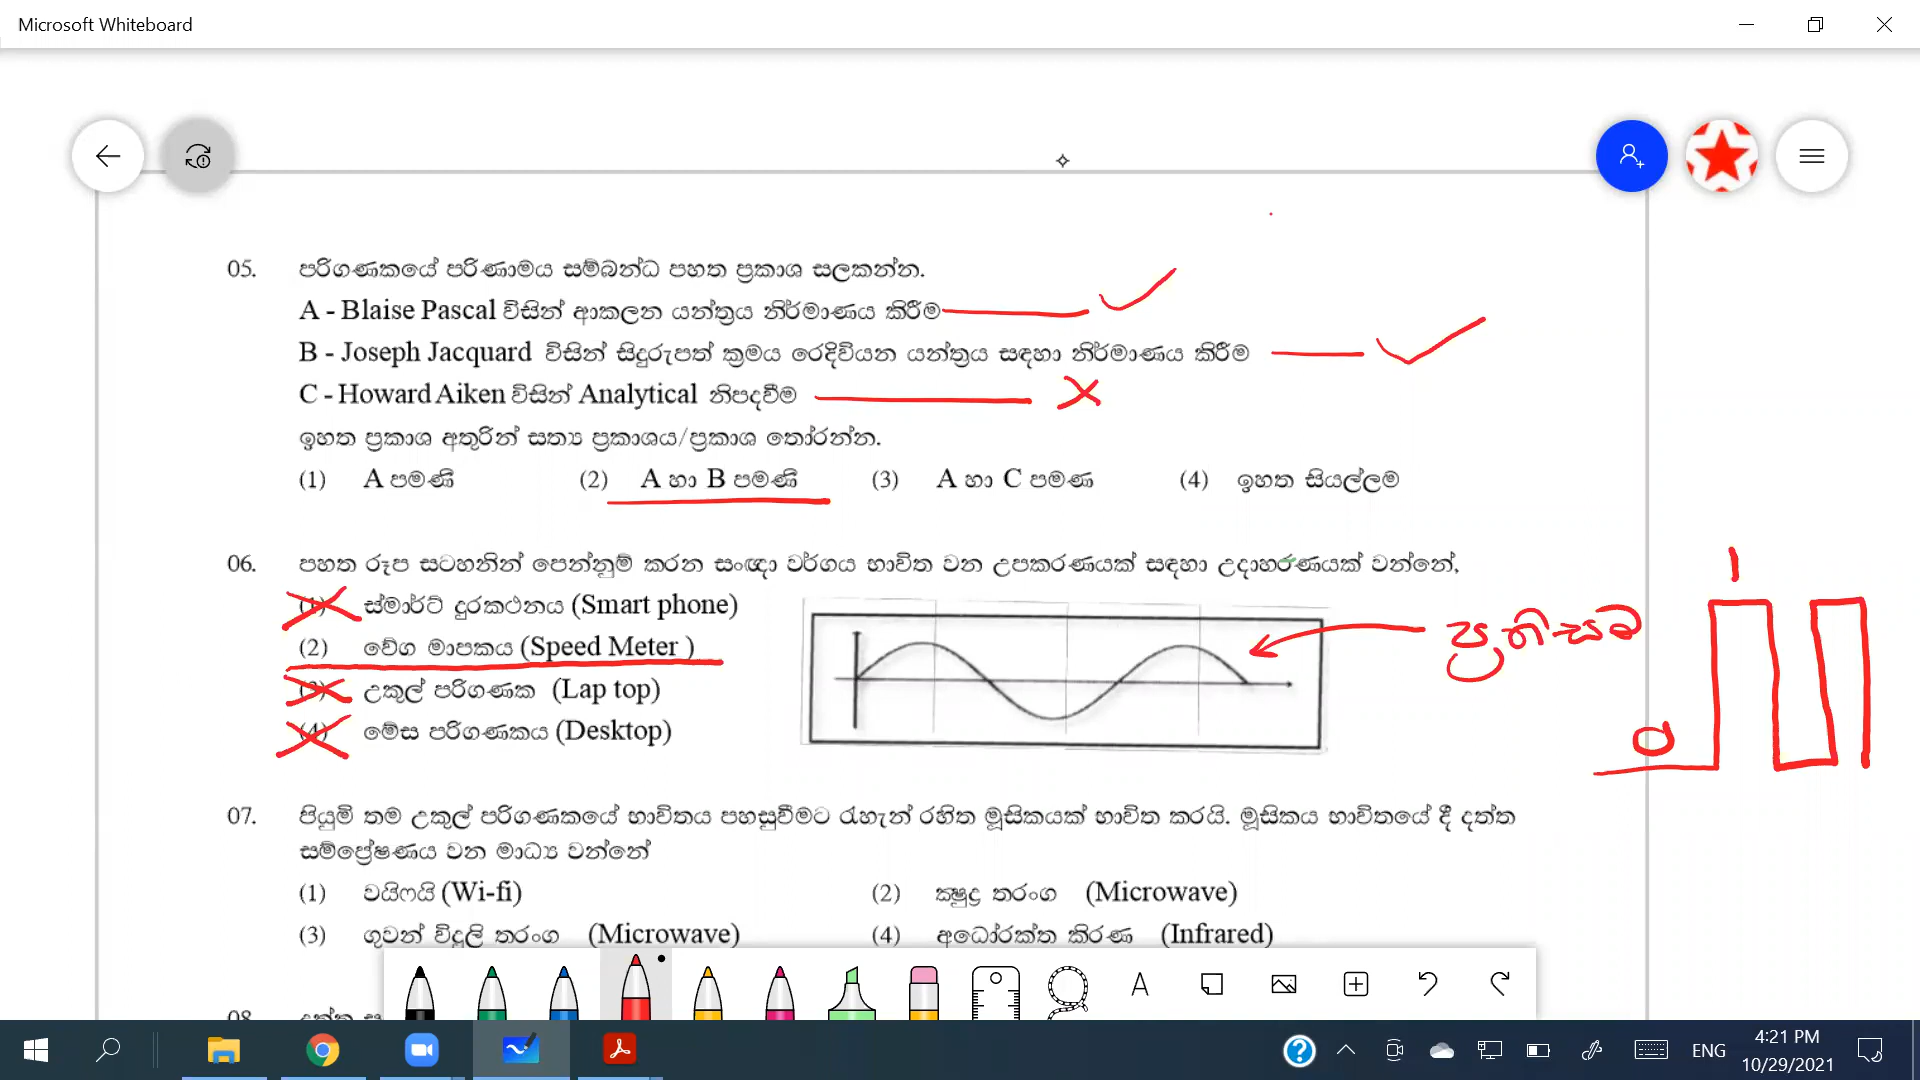 Microsoft Whiteboard
05. පරිගණකයේ පරිණාමය සම්බන්ධ පහත ප්‍රකාශ සලකන්න.
A - Blaise Pascal විසින් ආකලන යන්ත්‍රය නිර්මාණය කිරීම
B - Joseph Jacquard විසින් සිදුරුපත් ක්‍රමය රෙදිවියන යන්ත්‍රය සඳහා නිර්මාණය කිරීම
C - Howard Aiken විසින් Analytical නිපදවීම
ඉහත ප්‍රකාශ අතුරින් සත්‍ය ප්‍රකාශය/ප්‍රකාශ තෝරන්න.
(1) A පමණි (2) A හා B පමණි (3) A හා C පමණ (4) ඉහත සියල්ලම
06. පහත රූප සටහනින් පෙන්නුම් කරන සංඥා වර්ගය භාවිත වන උපකරණයක් සඳහා උදාහරණයක් වන්නේ,
(1) ස්මාර්ට් දුරකථනය (Smart phone)
(2) වේග මාපකය (Speed Meter )
(3) උකුල් පරිගණක (Lap top)
(4) මේස පරිගණකය (Desktop)
ප්‍රතිසම
1
0
07. පියුමි තම උකුල් පරිගණකයේ භාවිතය පහසුවීමට රැහැන් රහිත මූසිකයක් භාවිත කරයි. මූසිකය භාවිතයේ දී දත්ත
සම්ප්‍රේෂණය වන මාධ්‍ය වන්නේ
(1) වයිෆයි (Wi-fi) (2) ක්‍ෂුද්‍ර තරංග (Microwave)
(3) ගුවන් විදුලි තරංග (Microwave) (4) අධෝරක්ත කිරණ (Infrared)
08.
ENG
4:21 PM
10/29/2021